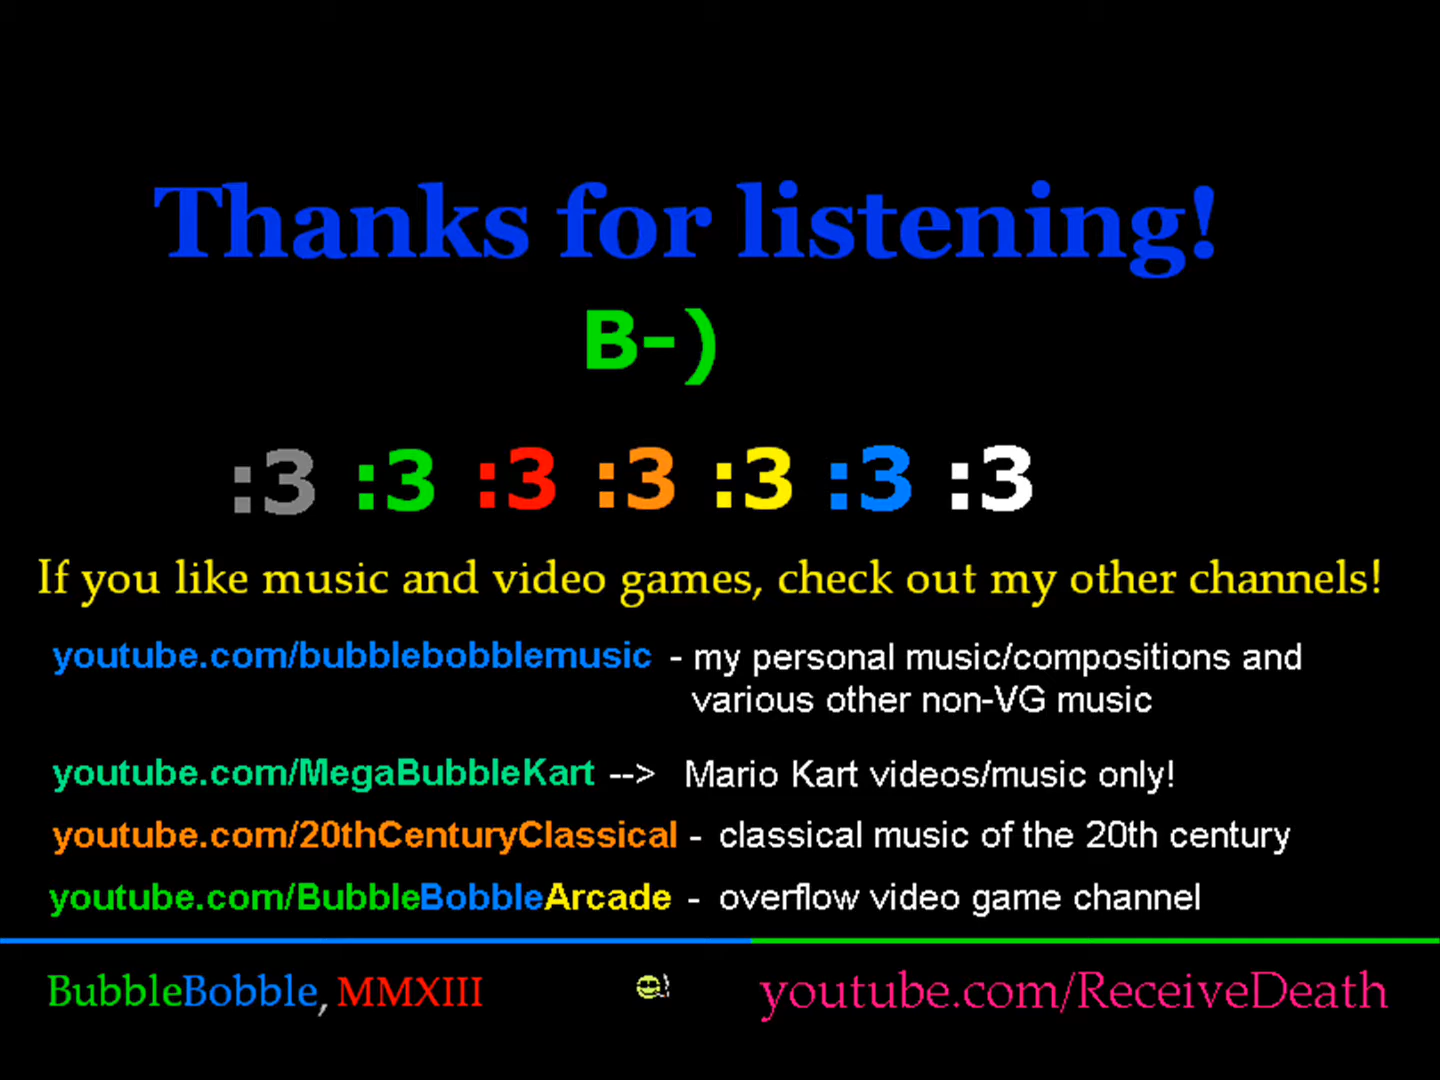 Thanks for listening!
B-)
:3 :3 :3 :3 :3 :3 :3
If you like music and video games, check out my other channels!
youtube.com/bubblebobblemusic - my personal music/compositions and
various other non-VG music
youtube.com/MegaBubbleKart --> Mario Kart videos/music only!
youtube.com/20thCenturyClassical - classical music of the 20th century
youtube.com/BubbleBobbleArcade - overflow video game channel
BubbleBobble, MMXIII
youtube.com/ReceiveDeath